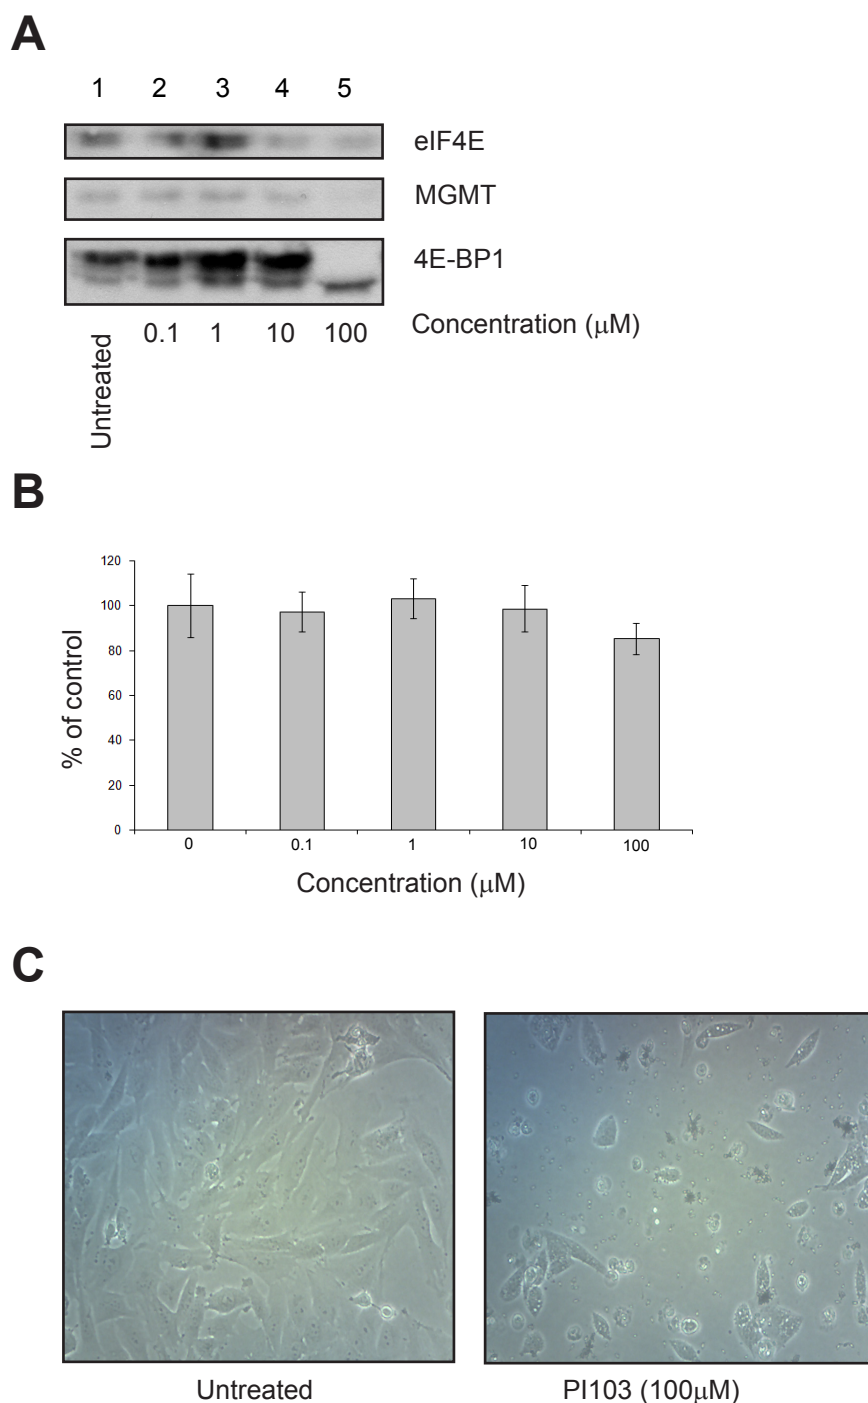 A
1 2 3 4 5
eIF4E
MGMT
4E-BP1
Untreated 0.1 1 10 100 Concentration (μM)
B
120
100
80
60
40
20
0
% of control
0 0.1 1 10 100
Concentration (μM)
C
Untreated PI103 (100μM)